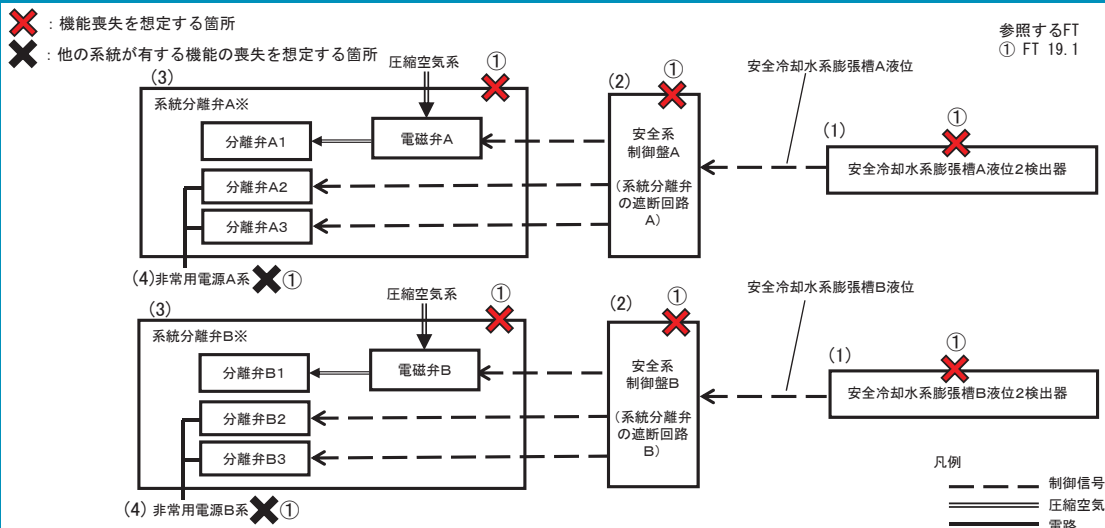 ：機能喪失を想定する箇所
：他の系統が有する機能の喪失を想定する箇所
参照するFT
① FT 19.1
(3)
圧縮空気系
①
系統分離弁A※
電磁弁A
分離弁A1
分離弁A2
分離弁A3
(4)非常用電源A系
①
(2)
①
安全系
制御盤A
(系統分離弁
の遮断回路
A)
安全冷却水系膨張槽A液位
(1)
①
安全冷却水系膨張槽A液位2検出器
(3)
圧縮空気系
①
系統分離弁B※
電磁弁B
分離弁B1
分離弁B2
分離弁B3
(4) 非常用電源B系
①
(2)
①
安全系
制御盤B
(系統分離弁
の遮断回路
B)
安全冷却水系膨張槽B液位
(1)
①
安全冷却水系膨張槽B液位2検出器
凡例
制御信号
圧縮空気
電路